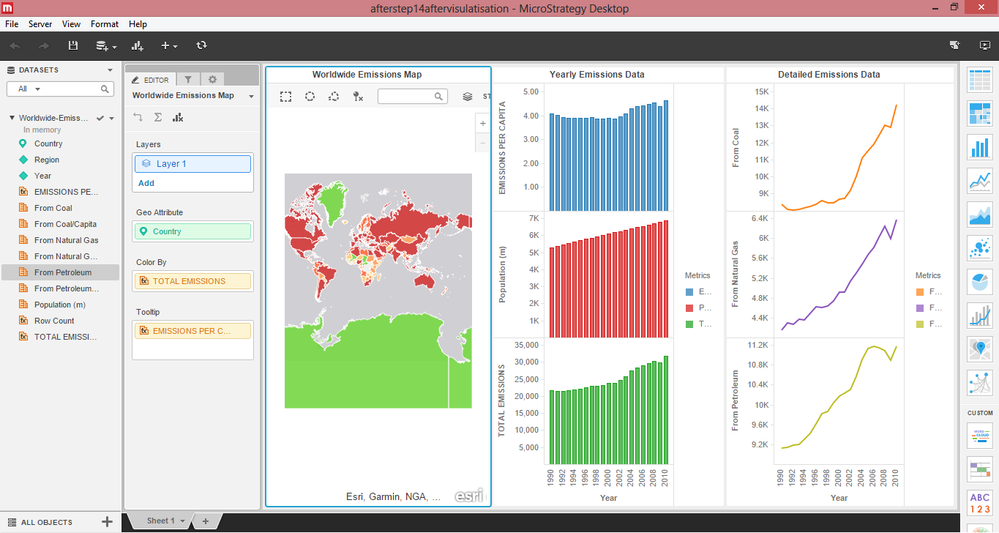 afterstep14aftervisulatisation - MicroStrategy Desktop
File Server View Format Help
DATASETS
All
Worldwide-Emiss...
In memory
Country
Region
Year
EMISSIONS PE...
From Coal
From Coal/Capita
From Natural Gas
From Natural G...
From Petroleum
From Petroleum...
Population (m)
Row Count
TOTAL EMISSI...
ALL OBJECTS
EDITOR
Worldwide Emissions Map
Layers
Layer 1
Add
Geo Attribute
Country
Color By
TOTAL EMISSIONS
Tooltip
EMISSIONS PER C...
Worldwide Emissions Map
ST
Esri, Garmin, NGA, ...
esri
Yearly Emissions Data
EMISSIONS PER CAPITA
5.00
4.00
3.00
2.00
1.00
Population (m)
7K
6K
5K
4K
3K
2K
1K
TOTAL EMISSIONS
35,000
30,000
25,000
20,000
15,000
10,000
5,000
1990 1992 1994 1996 1998 2000 2002 2004 2006 2008 2010
Year
Metrics
E...
P...
T...
Detailed Emissions Data
From Coal
15K
14K
13K
12K
11K
10K
9K
From Natural Gas
6.4K
6K
5.6K
5.2K
4.8K
4.4K
From Petroleum
11.2K
10.8K
10.4K
10K
9.6K
9.2K
1990 1992 1994 1996 1998 2000 2002 2004 2006 2008 2010
Year
Metrics
F...
F...
F...
CUSTOM
WORD
CLOUD
ABC
123
Sheet 1